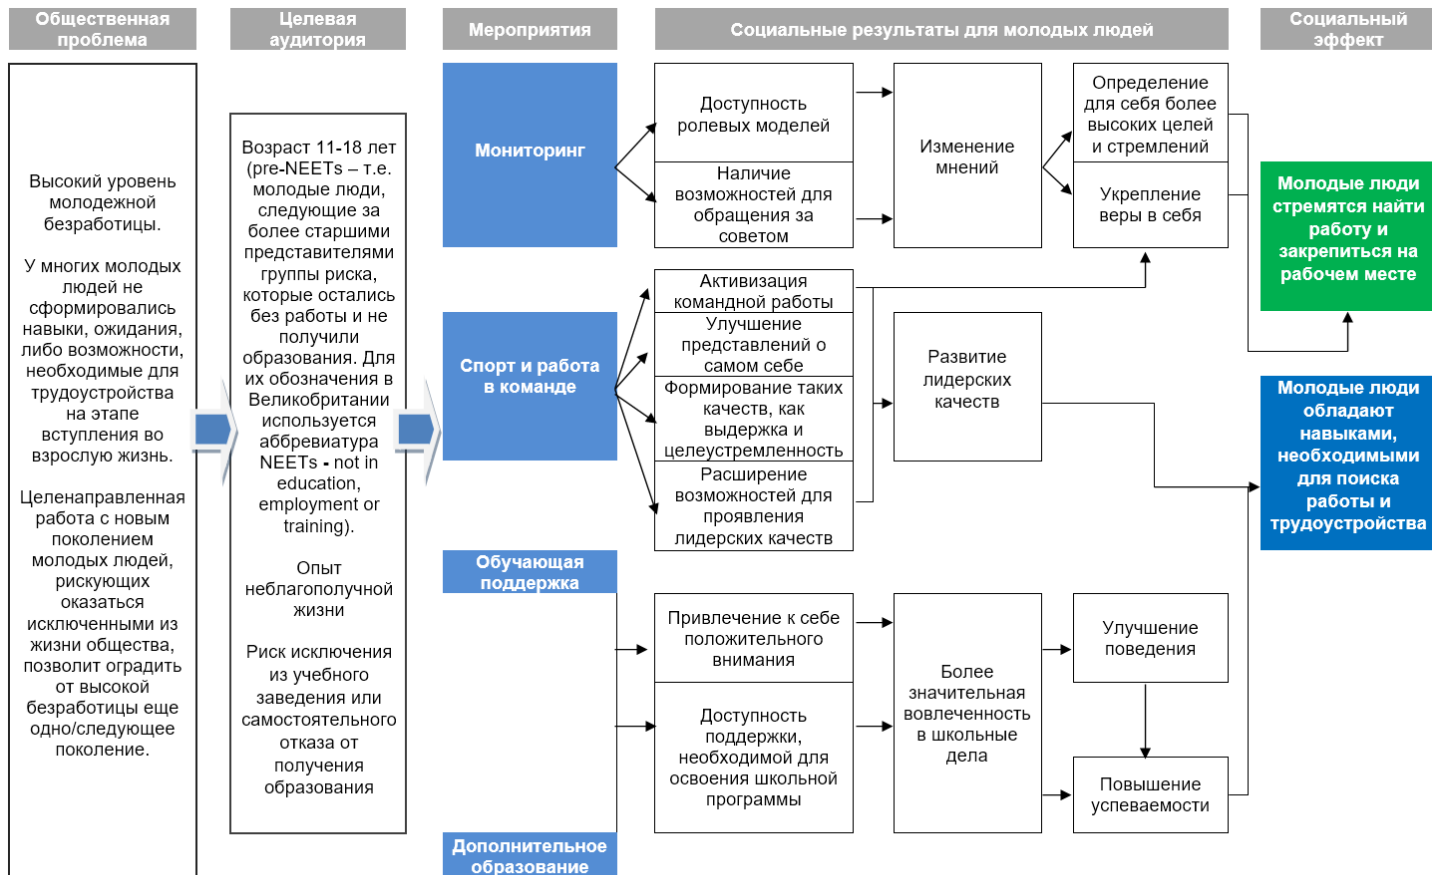 Общественная
проблема
Целевая
аудитория
Мероприятия
Социальные результаты для молодых людей
Социальный
эффект
Высокий уровень
молодежной
безработицы.
У многих молодых
людей не
сформировались
навыки, ожидания,
либо возможности,
необходимые для
трудоустройства
на этапе
вступления во
взрослую жизнь.
Целенаправленная
работа с новым
поколением
молодых людей,
рискующих
оказаться
исключенными из
жизни общества,
позволит оградить
от высокой
безработицы еще
одно/следующее
поколение.
Возраст 11-18 лет
(pre-NEETs – т.е.
молодые люди,
следующие за
более старшими
представителями
группы риска,
которые остались
без работы и не
получили
образования. Для
их обозначения в
Великобритании
используется
аббревиатура
NEETs - not in
education,
employment or
training).
Опыт
неблагополучной
жизни
Риск исключения
из учебного
заведения или
самостоятельного
отказа от
получения
образования
Мониторинг
Спорт и работа
в команде
Обучающая
поддержка
Дополнительное
образование
Доступность
ролевых моделей
Наличие
возможностей для
обращения за
советом
Активизация
командной работы
Улучшение
представлений о
самом себе
Формирование таких
качеств, как
выдержка и
целеустремленность
Расширение
возможностей для
проявления
лидерских качеств
Привлечение к себе
положительного
внимания
Доступность
поддержки,
необходимой для
освоения школьной
программы
Изменение
мнений
Развитие
лидерских
качеств
Более
значительная
вовлеченность
в школьные
дела
Определение
для себя более
высоких целей
и стремлений
Укрепление
веры в себя
Улучшение
поведения
Повышение
успеваемости
Молодые люди
стремятся найти
работу и
закрепиться на
рабочем месте
Молодые люди
обладают
навыками,
необходимыми
для поиска
работы и
трудоустройства